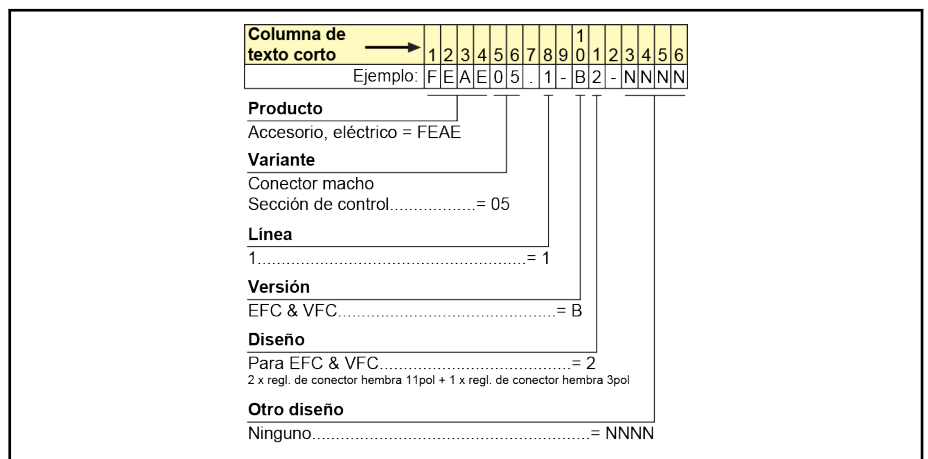 Columna de texto corto
1 2 3 4 5 6 7 8 9 10 1 2 3 4 5 6
Ejemplo: F E A E 0 5 . 1 - B 2 - N N N N
Producto
Accesorio, eléctrico = FEAE
Variante
Conector macho
Sección de control..................= 05
Línea
1........................................................= 1
Versión
EFC & VFC.............................................= B
Diseño
Para EFC & VFC........................................= 2
2 x regl. de conector hembra 11pol + 1 x regl. de conector hembra 3pol
Otro diseño
Ninguno..........................................................= NNNN